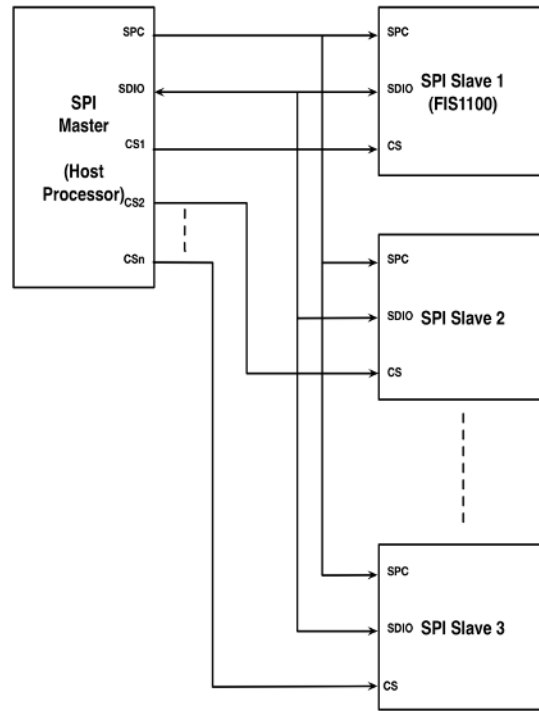 SPC
SDIO
SPI
Master
CS1
(Host
Processor)
CS2
CSn
SPC
SDIO
SPI Slave 1
(FIS1100)
CS
SPC
SDIO
SPI Slave 2
CS
SPC
SDIO
SPI Slave 3
CS